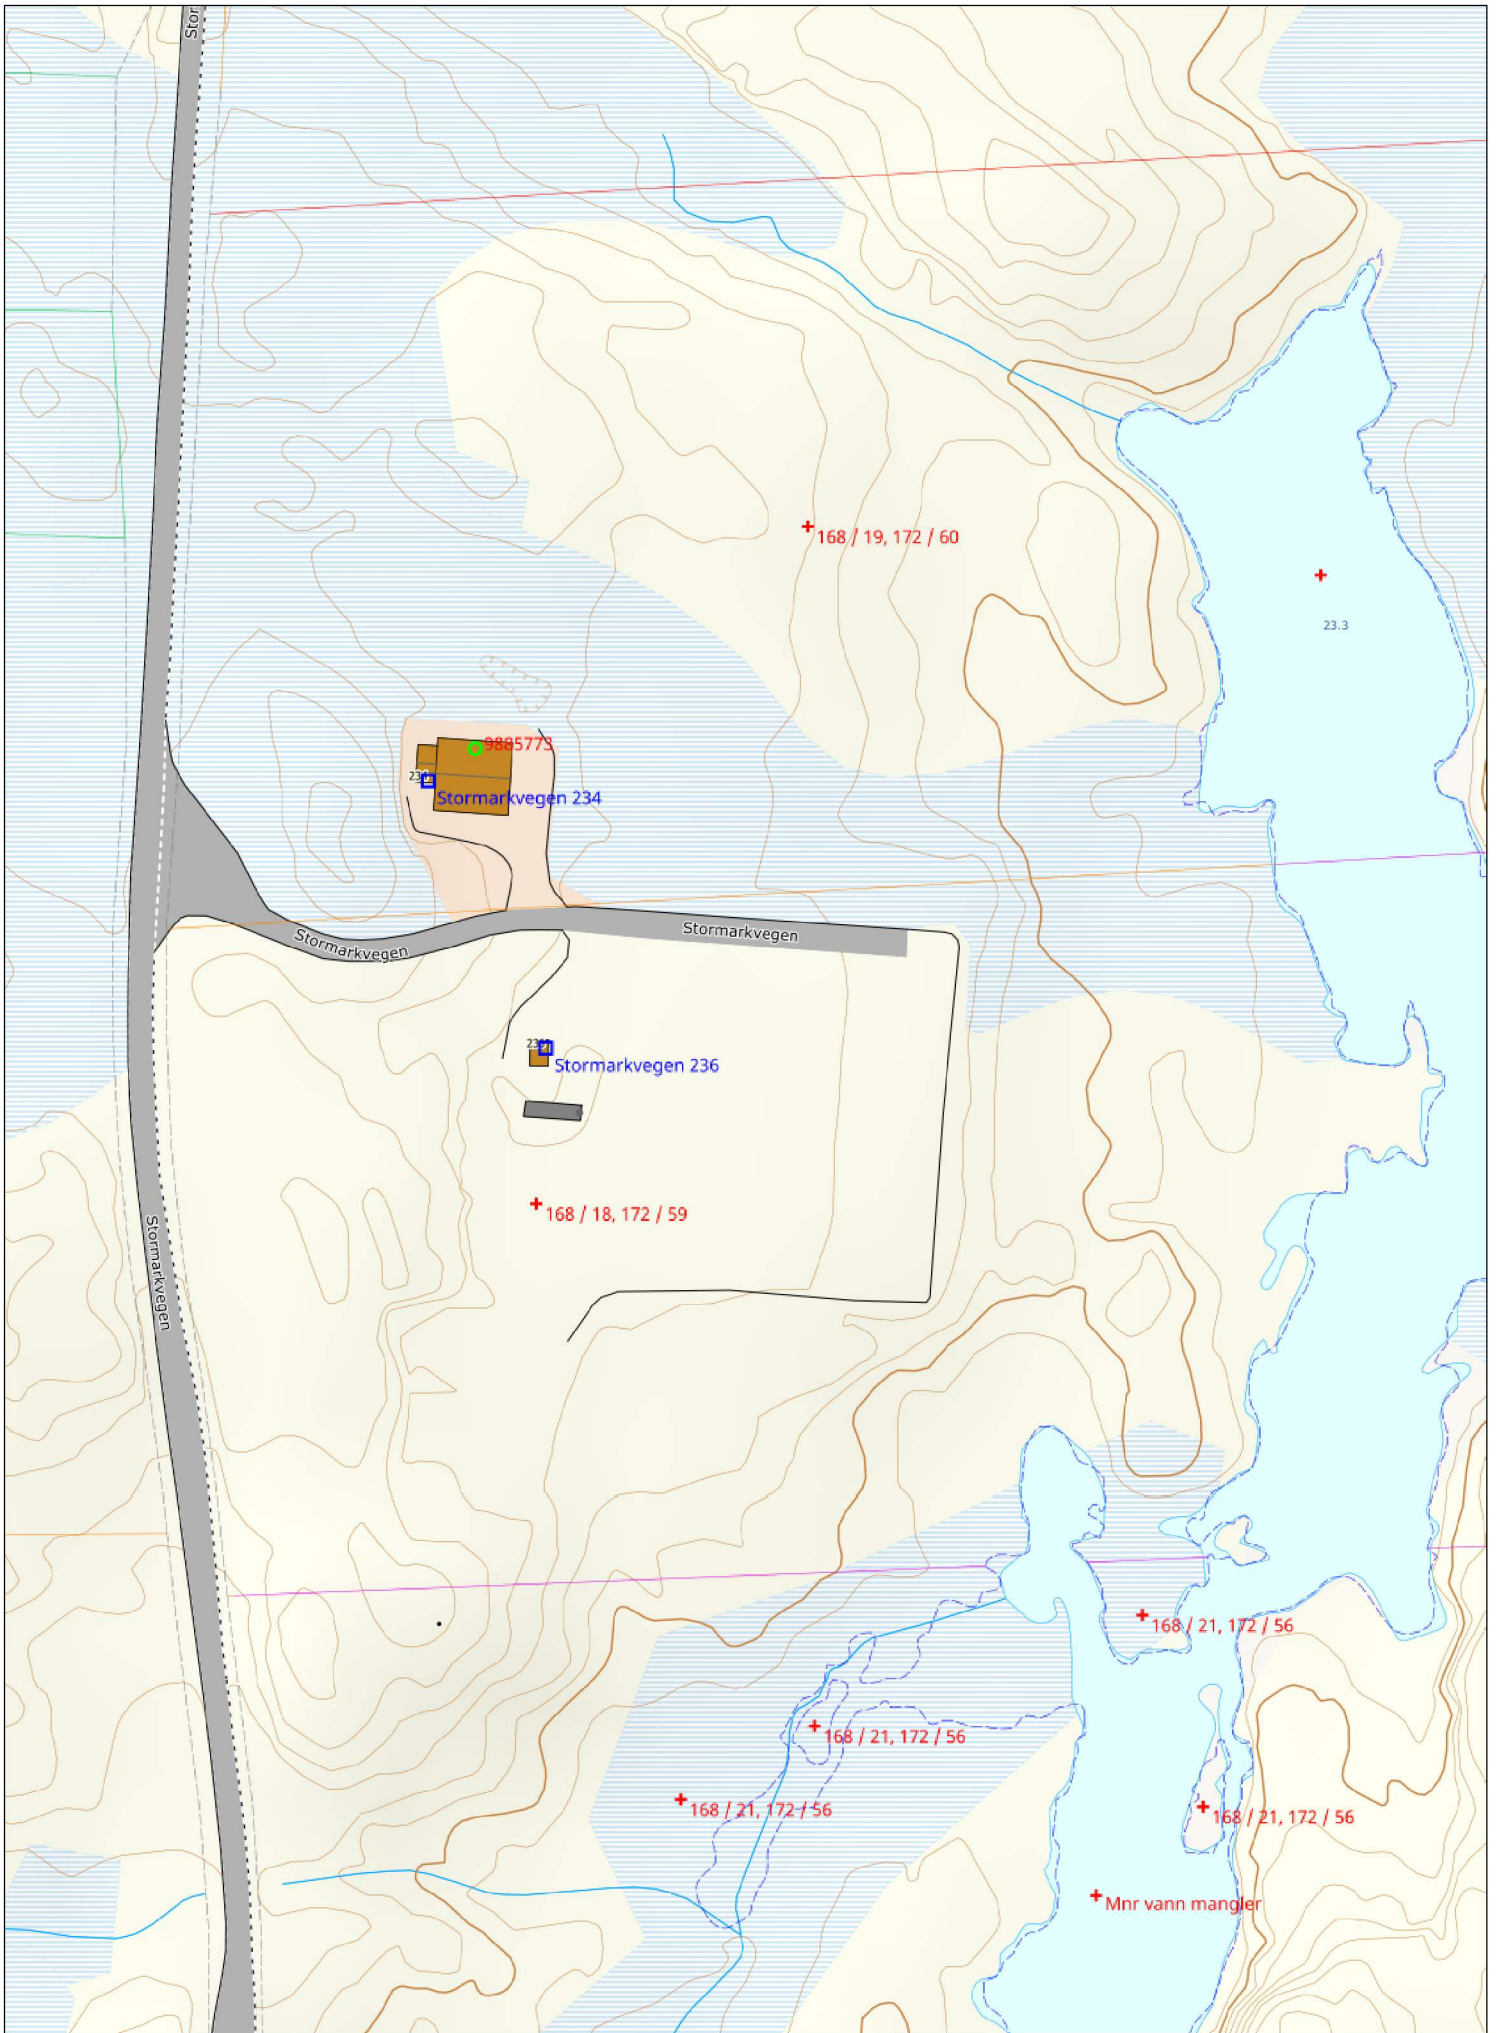 Stor
168 / 19, 172 / 60
23.3
9885773
234
Stormarkvegen 234
Stormarkvegen
Stormarkvegen
Stormarkvegen 236
168 / 18, 172 / 59
Stormarkvegen
168 / 21, 172 / 56
168 / 21, 172 / 56
168 / 21, 172 / 56
168 / 21, 172 / 56
Mnr vann mangler